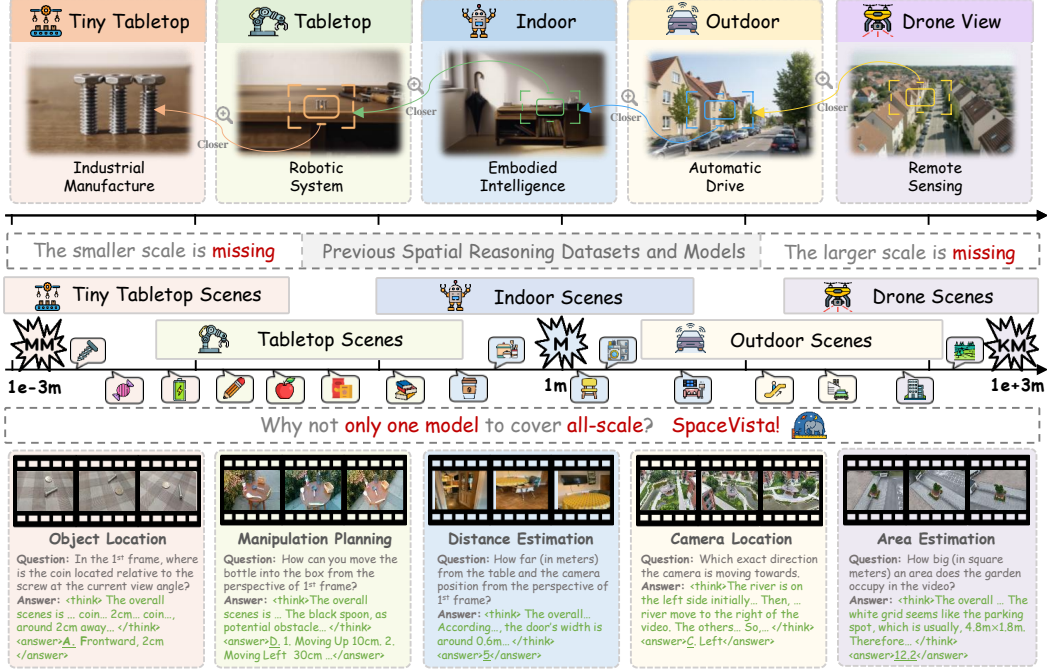 Tiny Tabletop
Tabletop
Indoor
Outdoor
Drone View
Closer
Closer
Closer
Closer
Industrial
Manufacture
Robotic
System
Embodied
Intelligence
Automatic
Drive
Remote
Sensing
The smaller scale is missing
Previous Spatial Reasoning Datasets and Models
The larger scale is missing
Tiny Tabletop Scenes
Indoor Scenes
Drone Scenes
MM
Tabletop Scenes
M
Outdoor Scenes
KM
1e-3m
1m
1e+3m
Why not only one model to cover all-scale? SpaceVista!
Object Location
Question: In the 1st frame, where
is the coin located relative to the
screw at the current view angle?
Answer: <think> The overall
scenes is ... coin... 2cm... coin...,
around 2cm away... </think>
<answer>A. Frontward, 2cm
</answer>
Manipulation Planning
Question: How can you move the
bottle into the box from the
perspective of 1st frame?
Answer: <think>The overall
scenes is ... The black spoon, as
potential obstacle... </think>
<answer>D. 1. Moving Up 10cm, 2.
Moving Left 30cm ...</answer>
Distance Estimation
Question: How far (in meters)
from the table and the camera
position from the perspective of
1st frame?
Answer: <think> The overall...
According..., the door's width is
around 0.6m... </think>
<answer>5</answer>
Camera Location
Question: Which exact direction
the camera is moving towards.
Answer: <think>The river is on
the left side initially... Then, ...
river move to the right of the
video. The others... So,... </think>
<answer>C. Left</answer>
Area Estimation
Question: How big (in square
meters) an area does the garden
occupy in the video?
Answer: <think>The overall ... The
white grid seems like the parking
spot, which is usually, 4.8m×1.8m.
Therefore... </think>
<answer>12.2</answer>